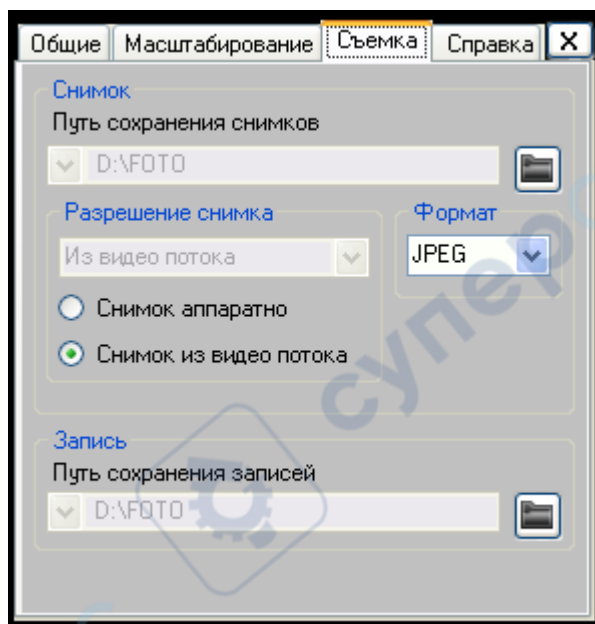 Общие Масштабирование Съемка Справка X
Снимок
Путь сохранения снимков
D:\FOTO
Разрешение снимка Формат
Из видео потока JPEG
Снимок аппаратно
Снимок из видео потока
Запись
Путь сохранения записей
D:\FOTO
супер